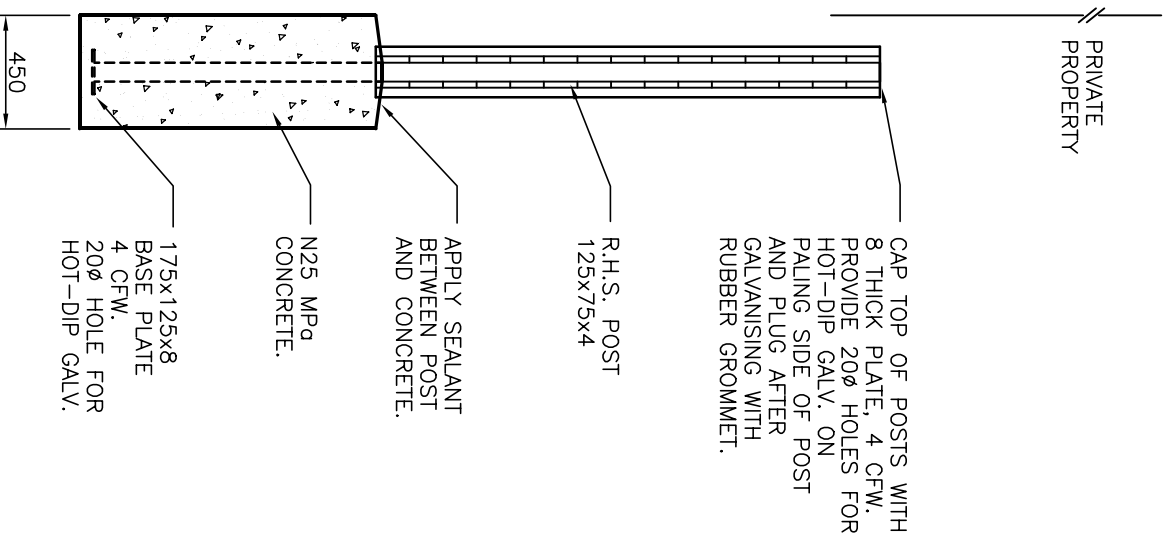 PRIVATE
PROPERTY
CAP TOP OF POSTS WITH
8 THICK PLATE, 4 CFW.
PROVIDE 20Ø HOLES FOR
HOT-DIP GALV. ON
PALING SIDE OF POST
AND PLUG AFTER
GALVANISING WITH
RUBBER GROMMET.
R.H.S. POST
125x75x4
APPLY SEALANT
BETWEEN POST
AND CONCRETE.
N25 MPa
CONCRETE.
175x125x8
BASE PLATE
4 CFW.
20Ø HOLE FOR
HOT-DIP GALV.
450